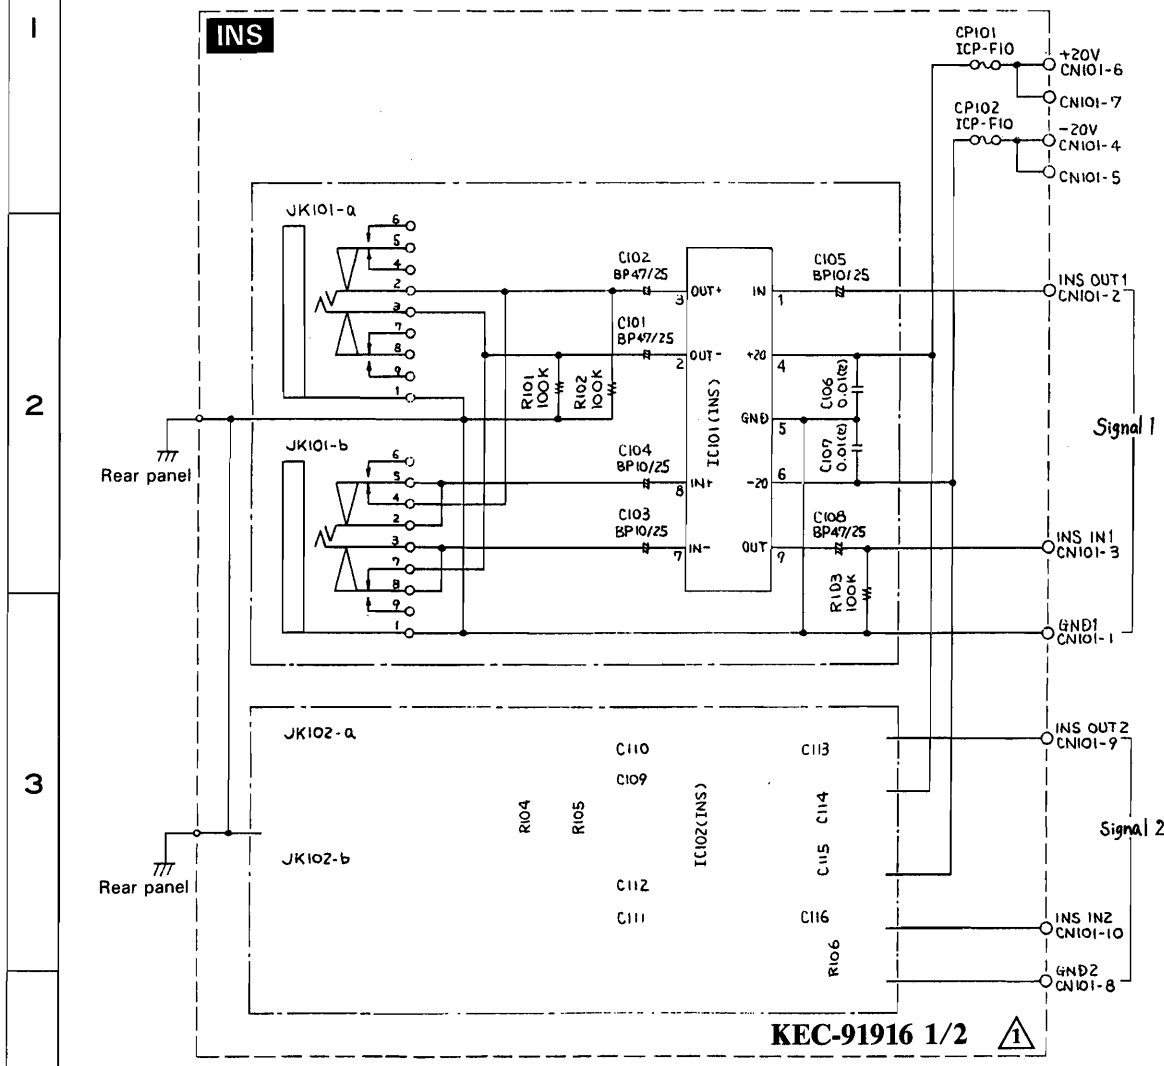 1
INS
CP101
ICP-F10
+20V
CN101-6
CN101-7
CP102
ICP-F10
-20V
CN101-4
CN101-5
2
JK101-a
6
5
4
2
3
7
8
9
1
C102
BP47/25
C101
BP47/25
R101
100K
R102
100K
3
OUT+
2
OUT-
IC101(INS)
IN
1
+20
4
GND
5
-20
6
C105
BP10/25
C106
0.01(e)
C107
0.01(e)
INS OUT1
CN101-2
Signal 1
Rear panel
JK101-b
6
5
4
2
3
7
8
9
1
C104
BP10/25
C103
BP10/25
8
IN+
7
IN-
OUT
9
C108
BP47/25
R103
100K
INS IN1
CN101-3
GND1
CN101-1
3
JK102-a
C110
C109
R104
R105
IC102(INS)
C113
C114
C115
INS OUT2
CN101-9
Signal 2
Rear panel
JK102-b
C112
C111
C116
R106
INS IN2
CN101-10
GND2
CN101-8
KEC-91916 1/2
1